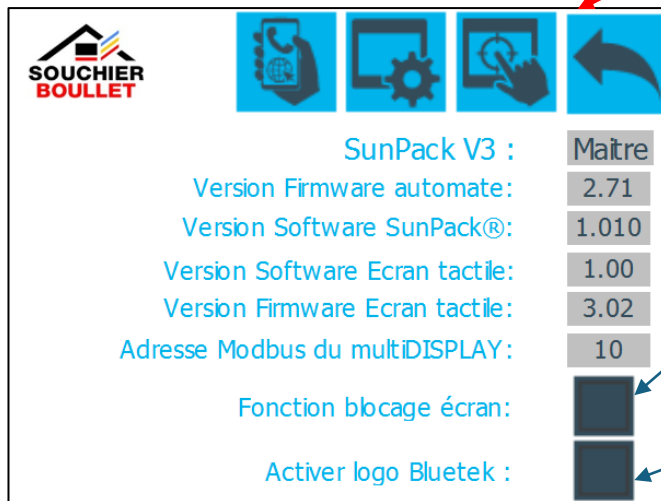 SOUCHIER
BOULLET
SunPack V3 : Maitre
Version Firmware automate: 2.71
Version Software SunPack®: 1.010
Version Software Ecran tactile: 1.00
Version Firmware Ecran tactile: 3.02
Adresse Modbus du multiDISPLAY: 10
Fonction blocage écran:
Activer logo Bluetek :